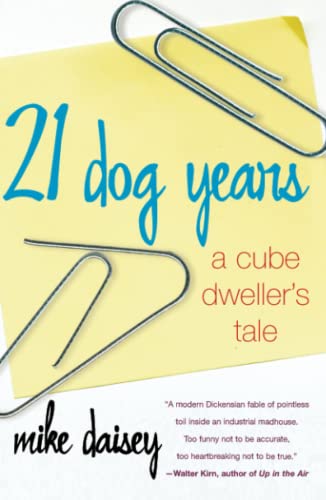 21 dog years
a cube
dweller's
tale
mike daisey
"A modern Dickensian fable of pointless
toil inside an industrial madhouse.
Too funny not to be accurate,
too heartbreaking not to be true."
—Walter Kirn, author of Up in the Air